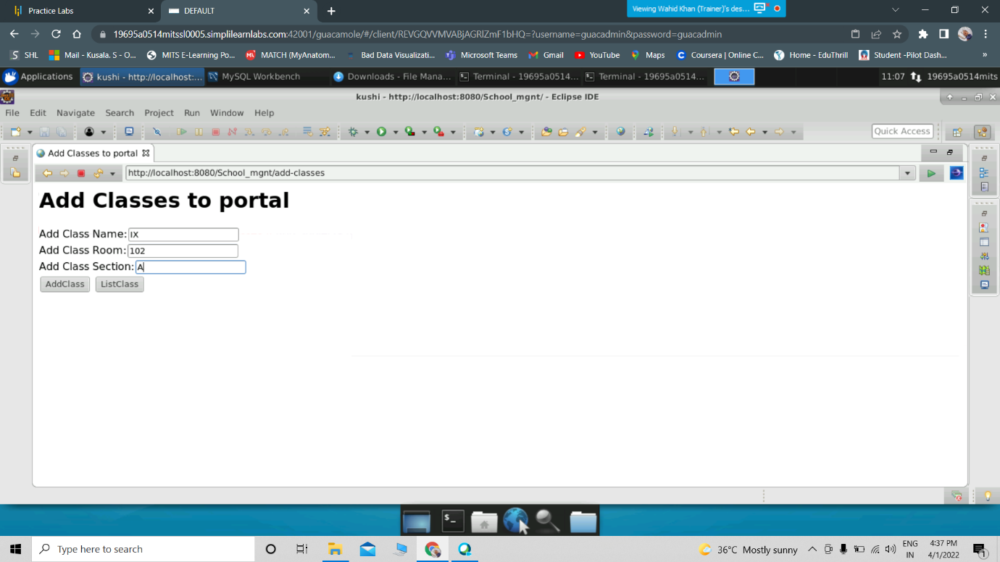 Practice Labs
DEFAULT
Viewing Wahid Khan (Trainer)'s des...
19695a0514mitssl0005.simplilearnlabs.com:42001/guacamole/#/client/REVGQVVMVABjAGRlZmF1bHQ=?username=guacadmin&password=guacadmin
SHL
Mail - Kusala. S - O...
MITS E-Learning Po...
MATCH (MyAnatom...
Bad Data Visualizati...
Microsoft Teams
Gmail
YouTube
Maps
Coursera | Online C...
Home - EduThrill
Student -Pilot Dash...
»
Applications
kushi - http://localhost:...
MySQL Workbench
Downloads - File Mana...
Terminal - 19695a0514...
Terminal - 19695a0514...
11:07
19695a0514mits
kushi - http://localhost:8080/School_mgnt/ - Eclipse IDE
File Edit Navigate Search Project Run Window Help
Quick Access
Add Classes to portal
http://localhost:8080/School_mgnt/add-classes
Add Classes to portal
Add Class Name: IX
Add Class Room: 102
Add Class Section: A
AddClass ListClass
Type here to search
36°C Mostly sunny
ENG
IN
4:37 PM
4/1/2022
1